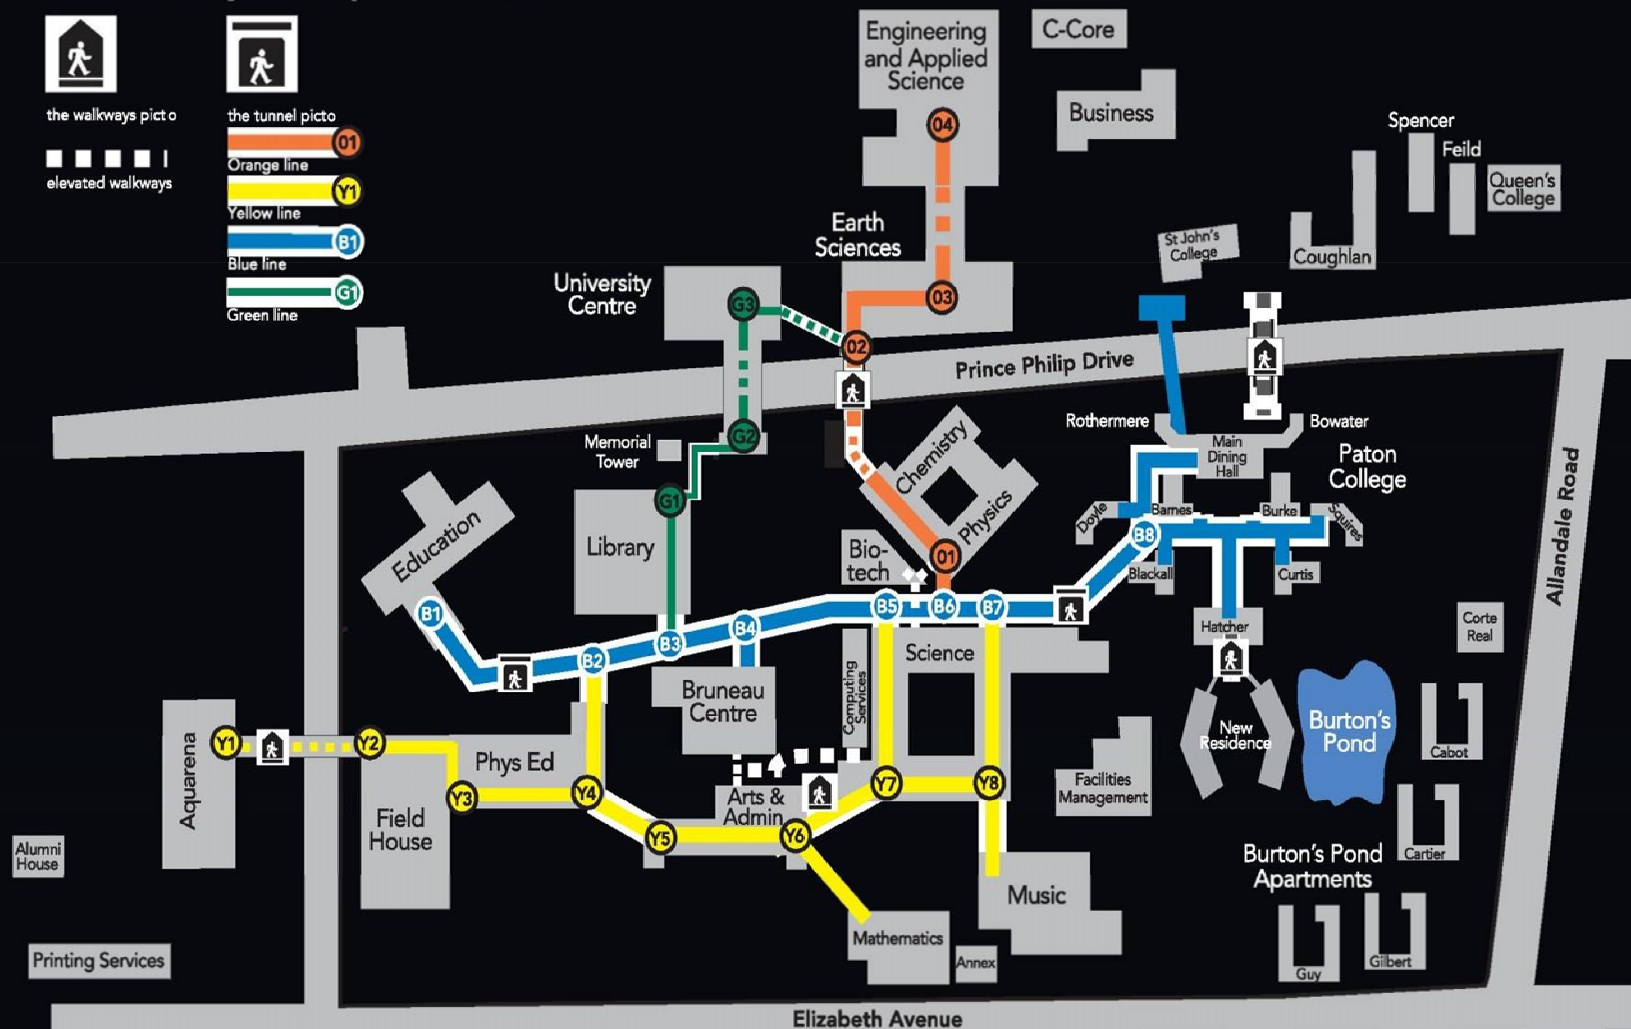 the walkways picto
elevated walkways
the tunnel picto
01
Orange line
Y1
Yellow line
B1
Blue line
G1
Green line
Engineering
and Applied
Science
04
C-Core
Business
Spencer
Feild
Queen's
College
Coughlan
St John's
College
Earth
Sciences
03
02
University
Centre
G3
Prince Philip Drive
G2
Memorial
Tower
G1
Library
Education
B1
Chemistry
Physics
01
Bio-
tech
Rothermere
Bowater
Main
Dining
Hall
Paton
College
Doyle
Barnes
Burke
Squires
B8
Blackall
Curtis
Hatcher
Allandale Road
Corte
Real
B2
B3
B4
B5
B6
B7
Bruneau
Centre
Computing
Services
Science
New
Residence
Burton's
Pond
Cabot
Aquarena
Y1
Y2
Phys Ed
Y3
Y4
Field
House
Arts &
Admin
Y5
Y6
Y7
Y8
Facilities
Management
Cartier
Burton's Pond
Apartments
Alumni
House
Music
Mathematics
Annex
Guy
Gilbert
Printing Services
Elizabeth Avenue